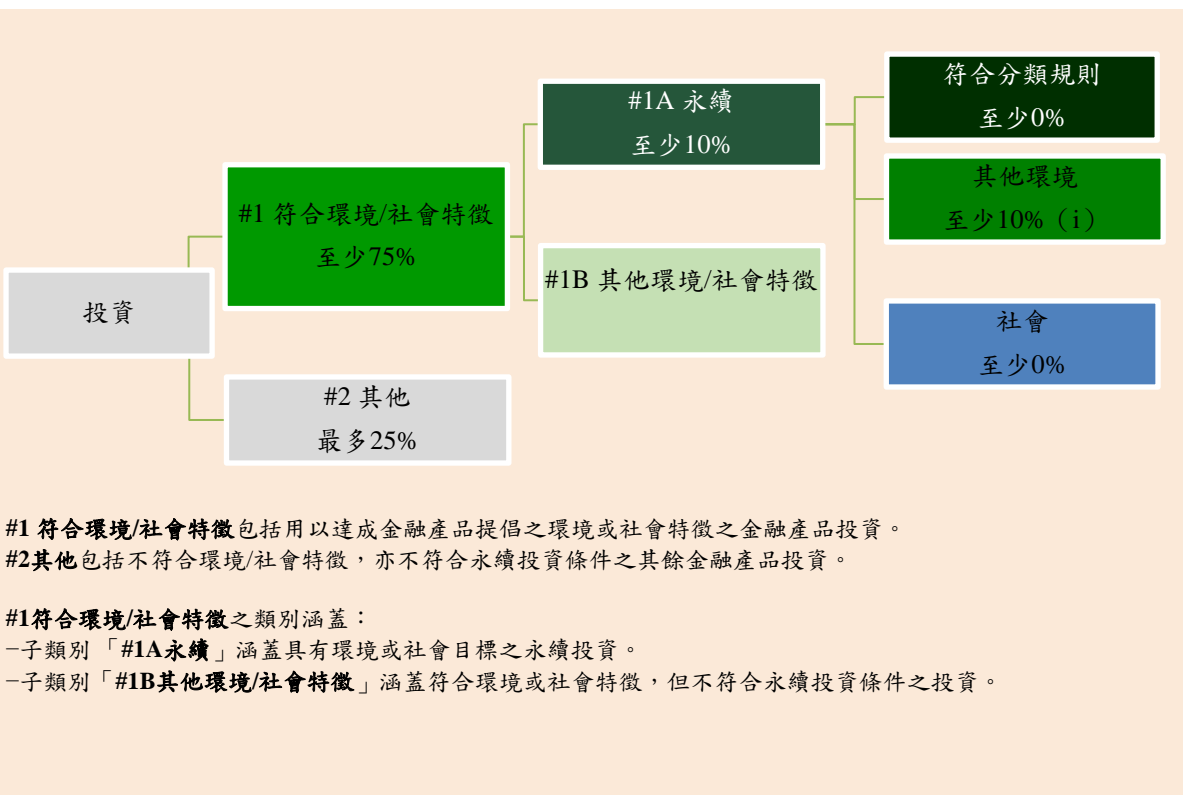 投資
#1 符合環境/社會特徵
至少75%
#2 其他
最多25%
#1A 永續
至少10%
#1B 其他環境/社會特徵
符合分類規則
至少0%
其他環境
至少10%（i）
社會
至少0%
#1 符合環境/社會特徵包括用以達成金融產品提倡之環境或社會特徵之金融產品投資。
#2其他包括不符合環境/社會特徵，亦不符合永續投資條件之其餘金融產品投資。
#1符合環境/社會特徵之類別涵蓋：
−子類別「#1A永續」涵蓋具有環境或社會目標之永續投資。
−子類別「#1B其他環境/社會特徵」涵蓋符合環境或社會特徵，但不符合永續投資條件之投資。